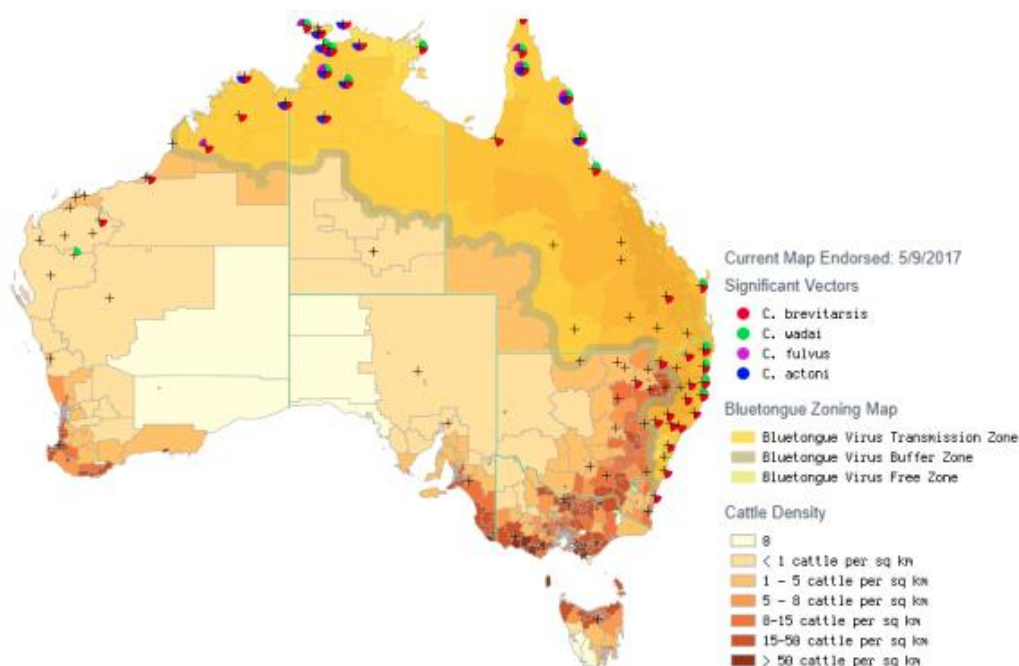 Current Map Endorsed: 5/9/2017
Significant Vectors
C. brevitarsis
C. wadai
C. fulvus
C. actoni
Bluetongue Zoning Map
Bluetongue Virus Transmission Zone
Bluetongue Virus Buffer Zone
Bluetongue Virus Free Zone
Cattle Density
0
< 1 cattle per sq km
1 - 5 cattle per sq km
5 - 8 cattle per sq km
8-15 cattle per sq km
15-50 cattle per sq km
> 50 cattle per sq km